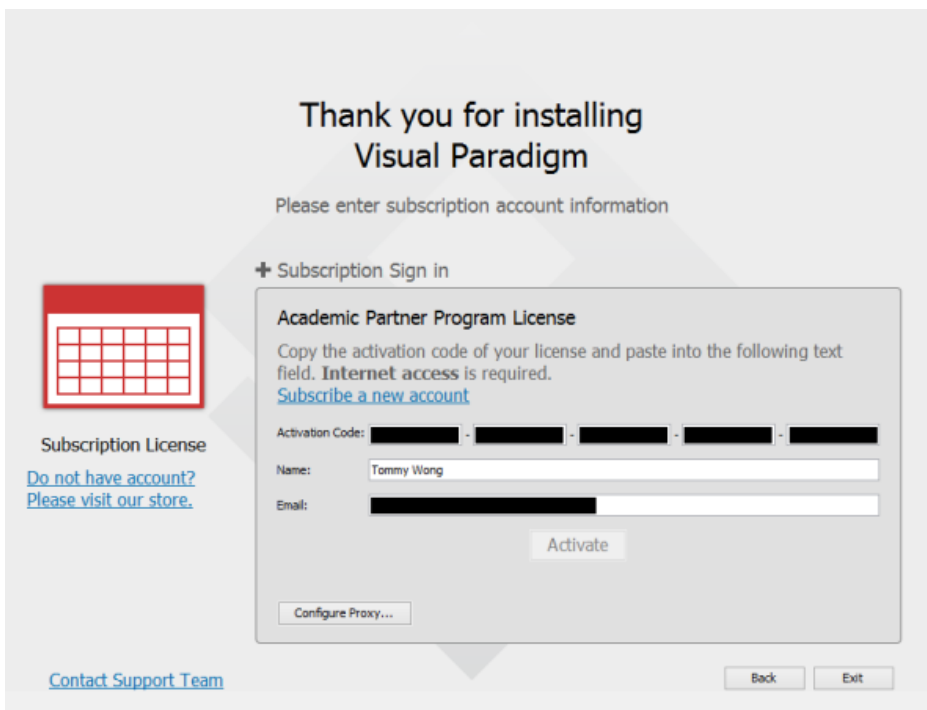 Thank you for installing
Visual Paradigm
Please enter subscription account information
Subscription Sign in
Academic Partner Program License
Copy the activation code of your license and paste into the following text
field. Internet access is required.
Subscribe a new account
Activation Code: - - - -
Name: Tommy Wong
Email:
Activate
Configure Proxy...
Subscription License
Do not have account?
Please visit our store.
Contact Support Team
Back Exit